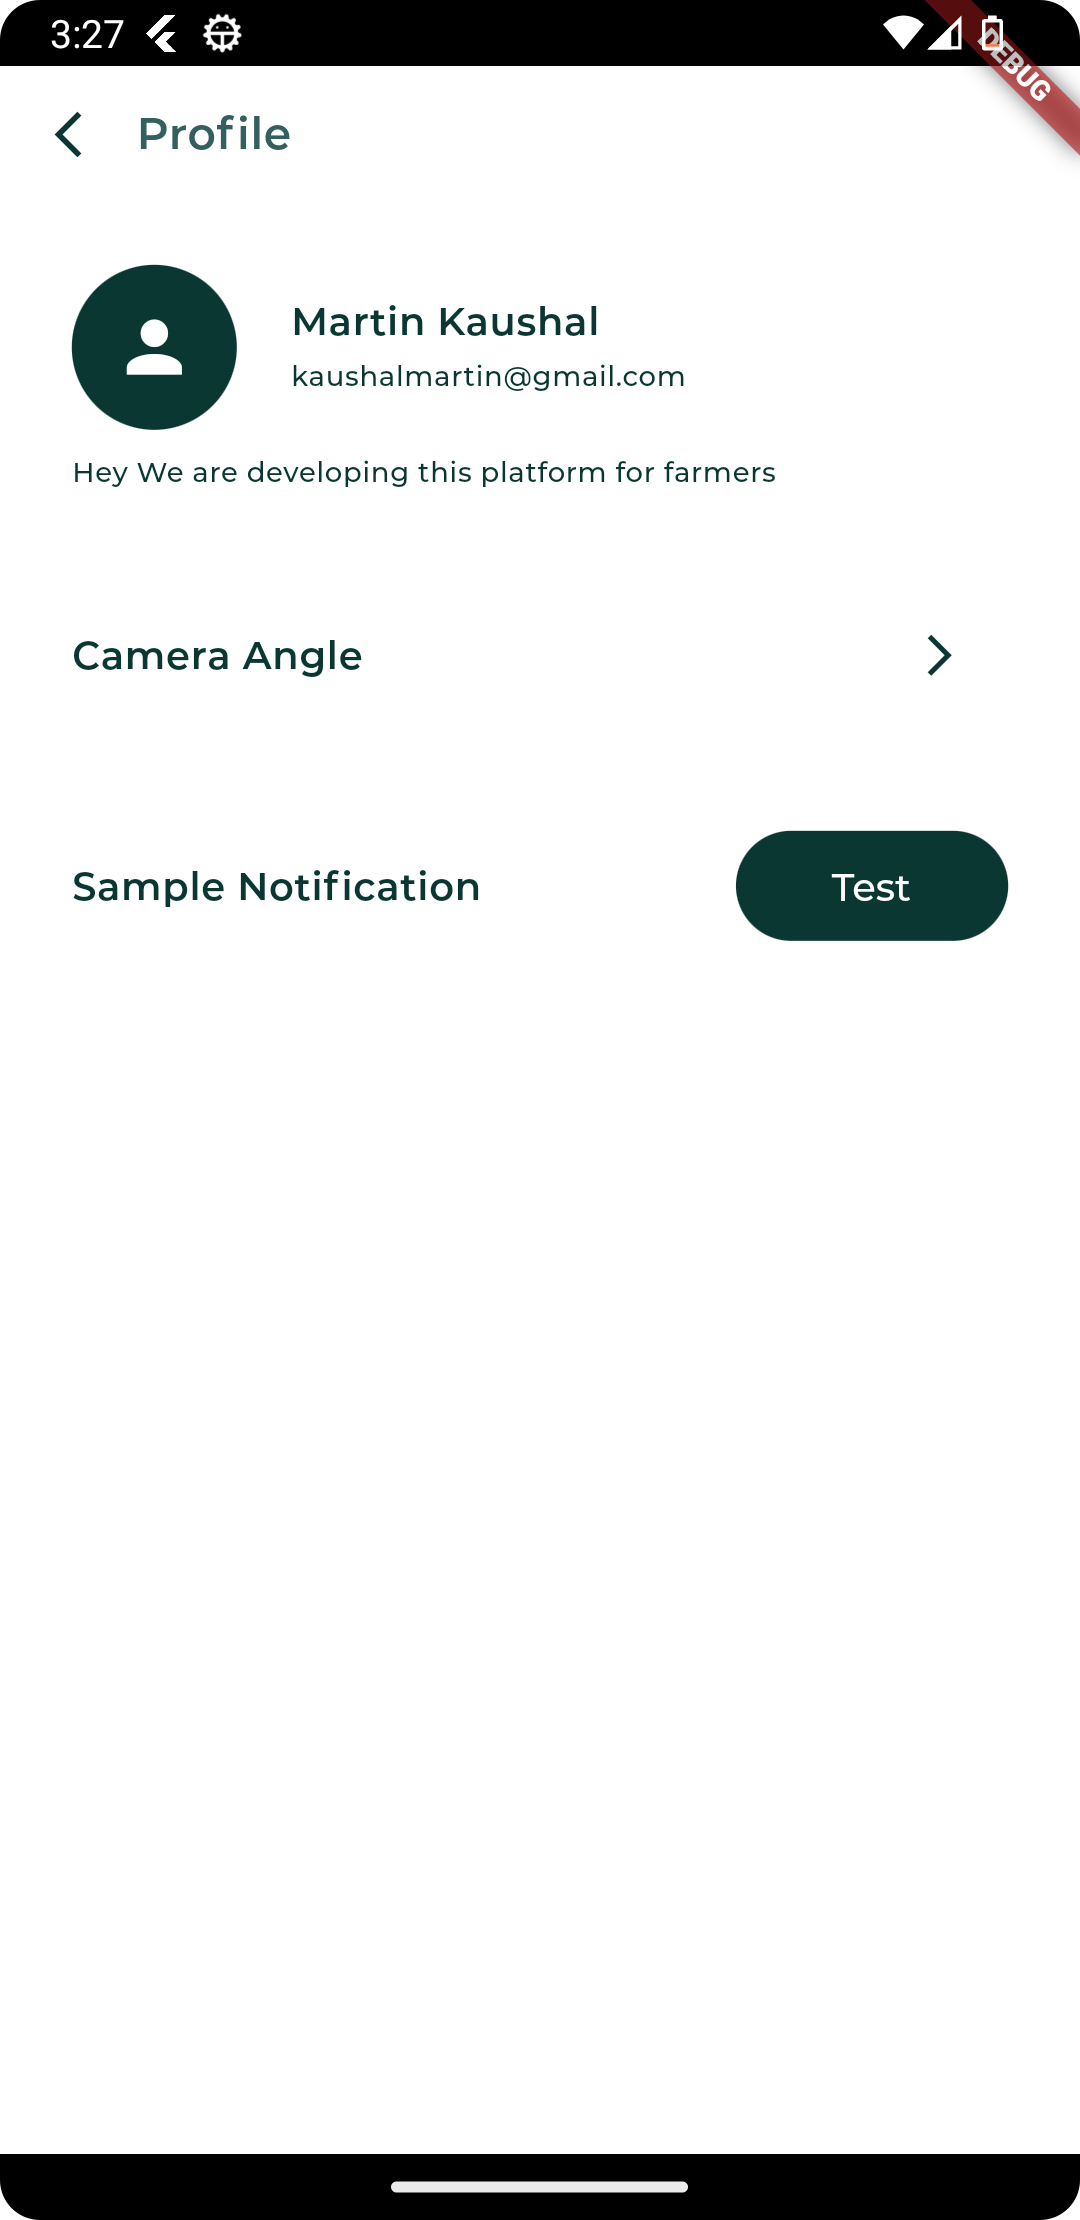 3:27
DEBUG
Profile
Martin Kaushal
kaushalmartin@gmail.com
Hey We are developing this platform for farmers
Camera Angle
Sample Notification
Test